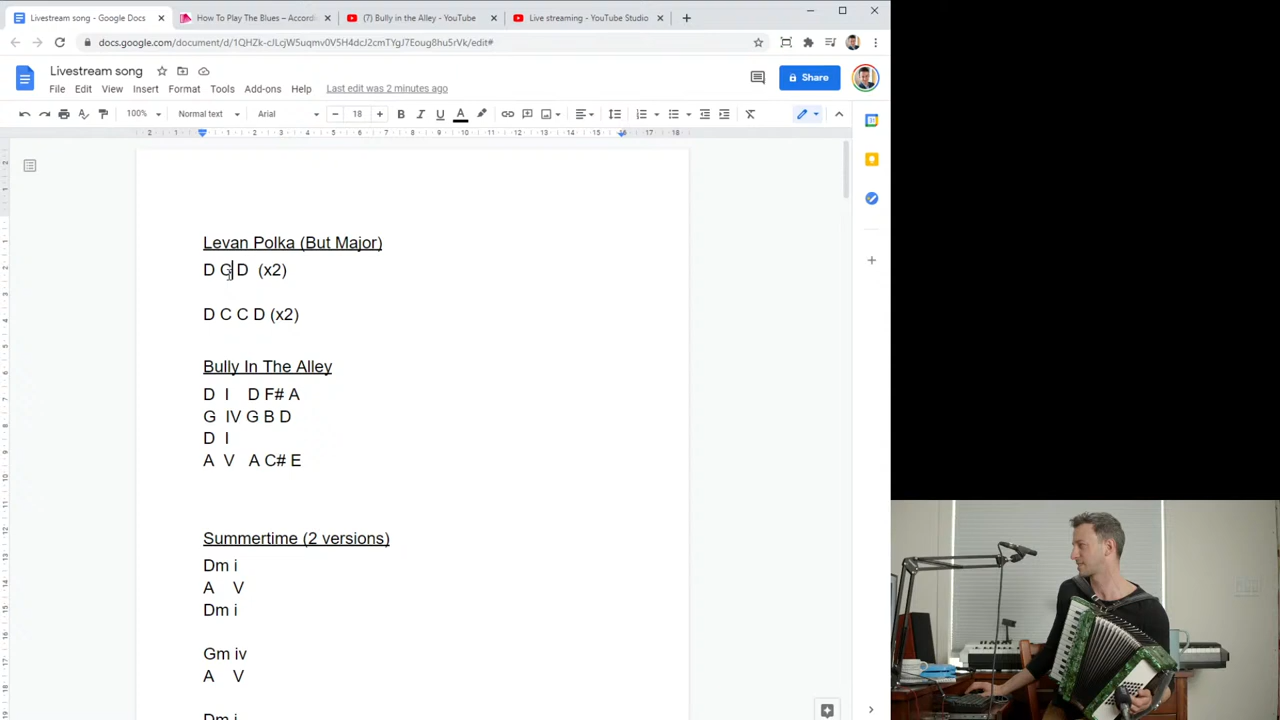 Livestream song - Google Docs
How To Play The Blues – Accordi
(7) Bully in the Alley - YouTube
Live streaming - YouTube Studio
docs.google.com/document/d/1QHZk-cJLcjW5uqmv0V5H4dcJ2cmTYgJ7Eoug8hu5rVk/edit#
Livestream song
Share
File Edit View Insert Format Tools Add-ons Help Last edit was 2 minutes ago
100% Normal text Arial 18
Levan Polka (But Major)
D G D (x2)
D C C D (x2)
Bully In The Alley
D I D F# A
G IV G B D
D I
A V A C# E
Summertime (2 versions)
Dm i
A V
Dm i
Gm iv
A V
Dm i